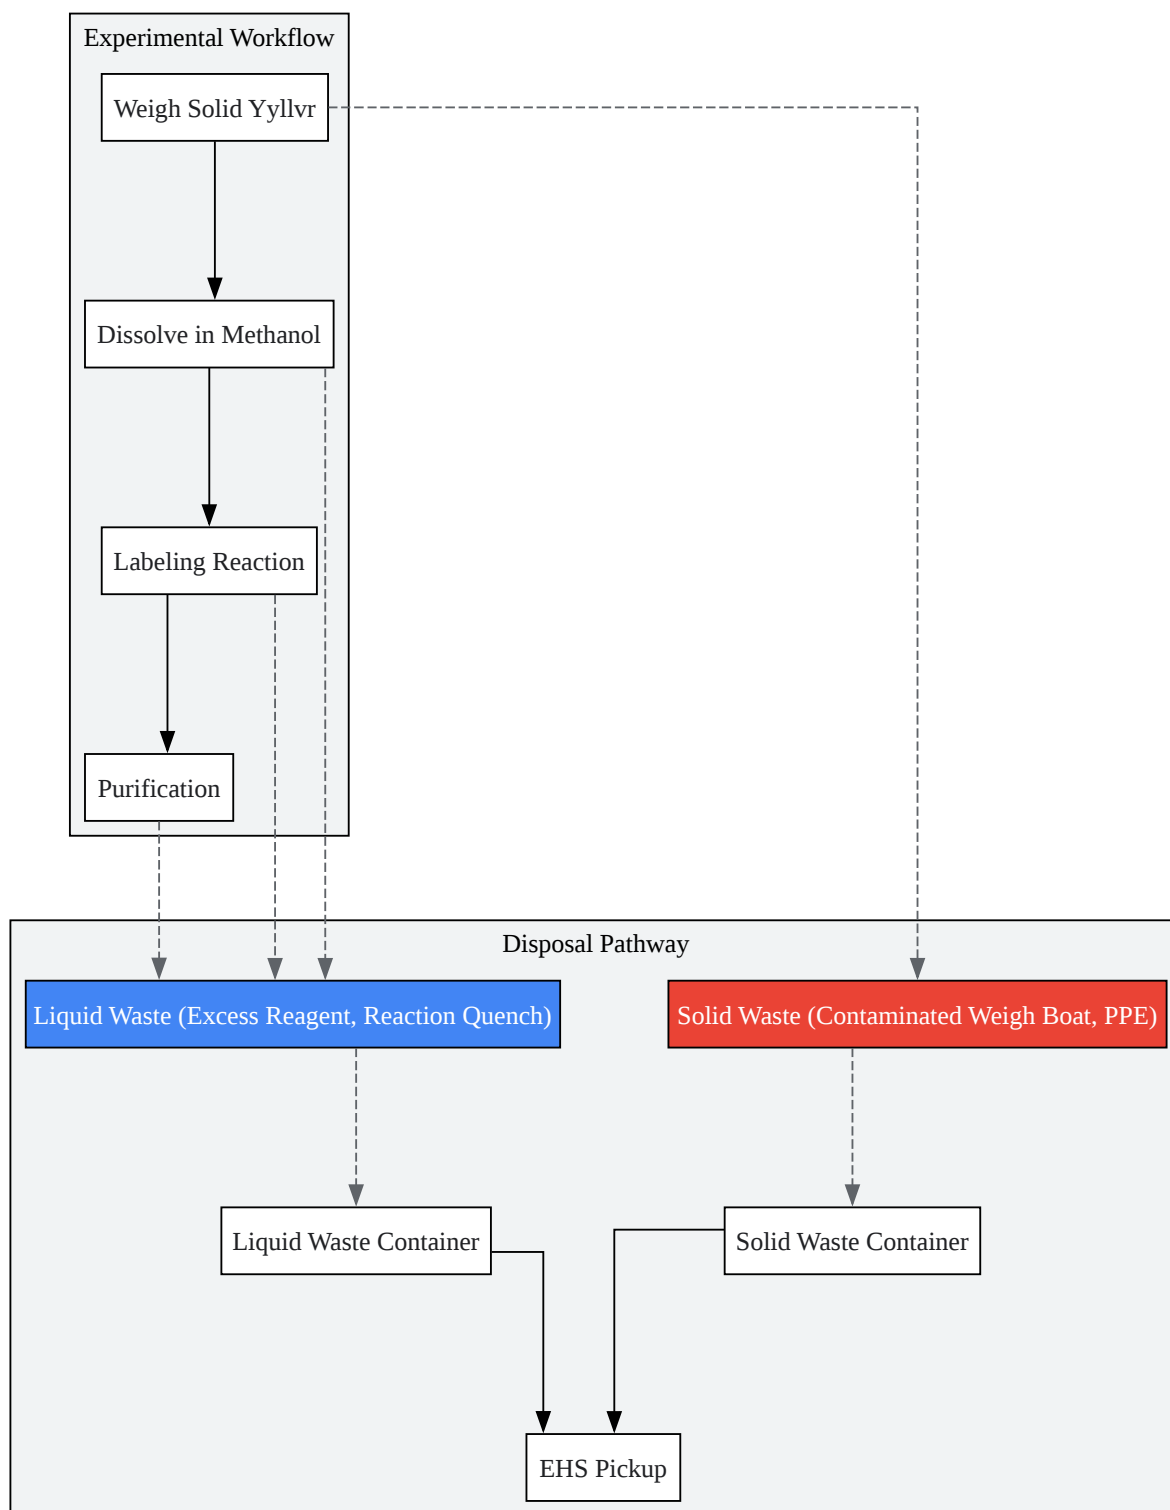 Experimental Workflow
Weigh Solid Yyllvr
Dissolve in Methanol
Labeling Reaction
Purification
Disposal Pathway
Liquid Waste (Excess Reagent, Reaction Quench)
Solid Waste (Contaminated Weigh Boat, PPE)
Liquid Waste Container
Solid Waste Container
EHS Pickup